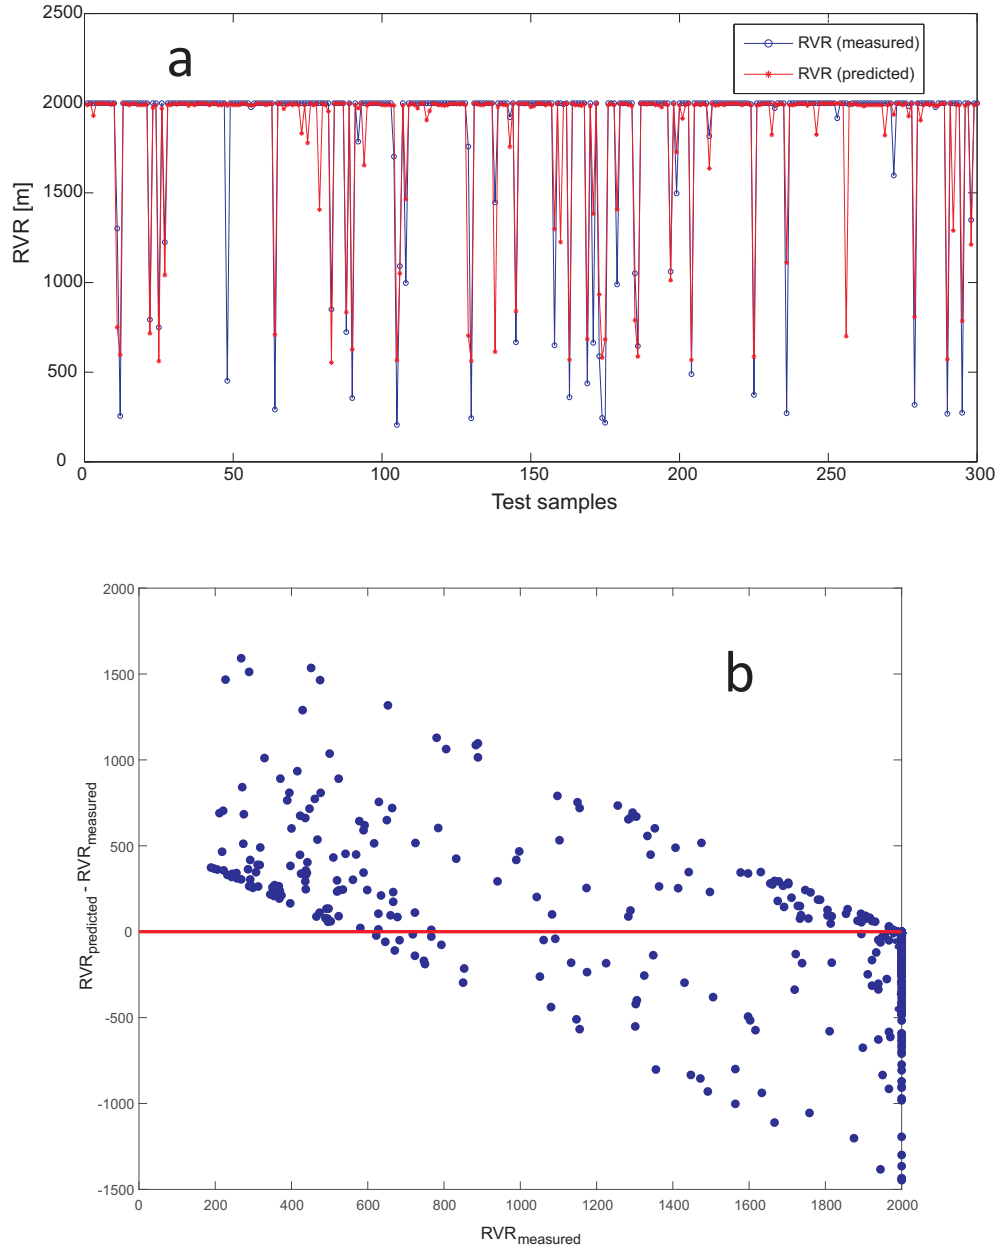 2500
a
RVR (measured)
RVR (predicted)
2000
1500
RVR [m]
1000
500
0
0 50 100 150 200 250 300
Test samples
2000
b
1500
1000
500
RVRpredicted - RVRmeasured
0
-500
-1000
-1500
0 200 400 600 800 1000 1200 1400 1600 1800 2000
RVRmeasured